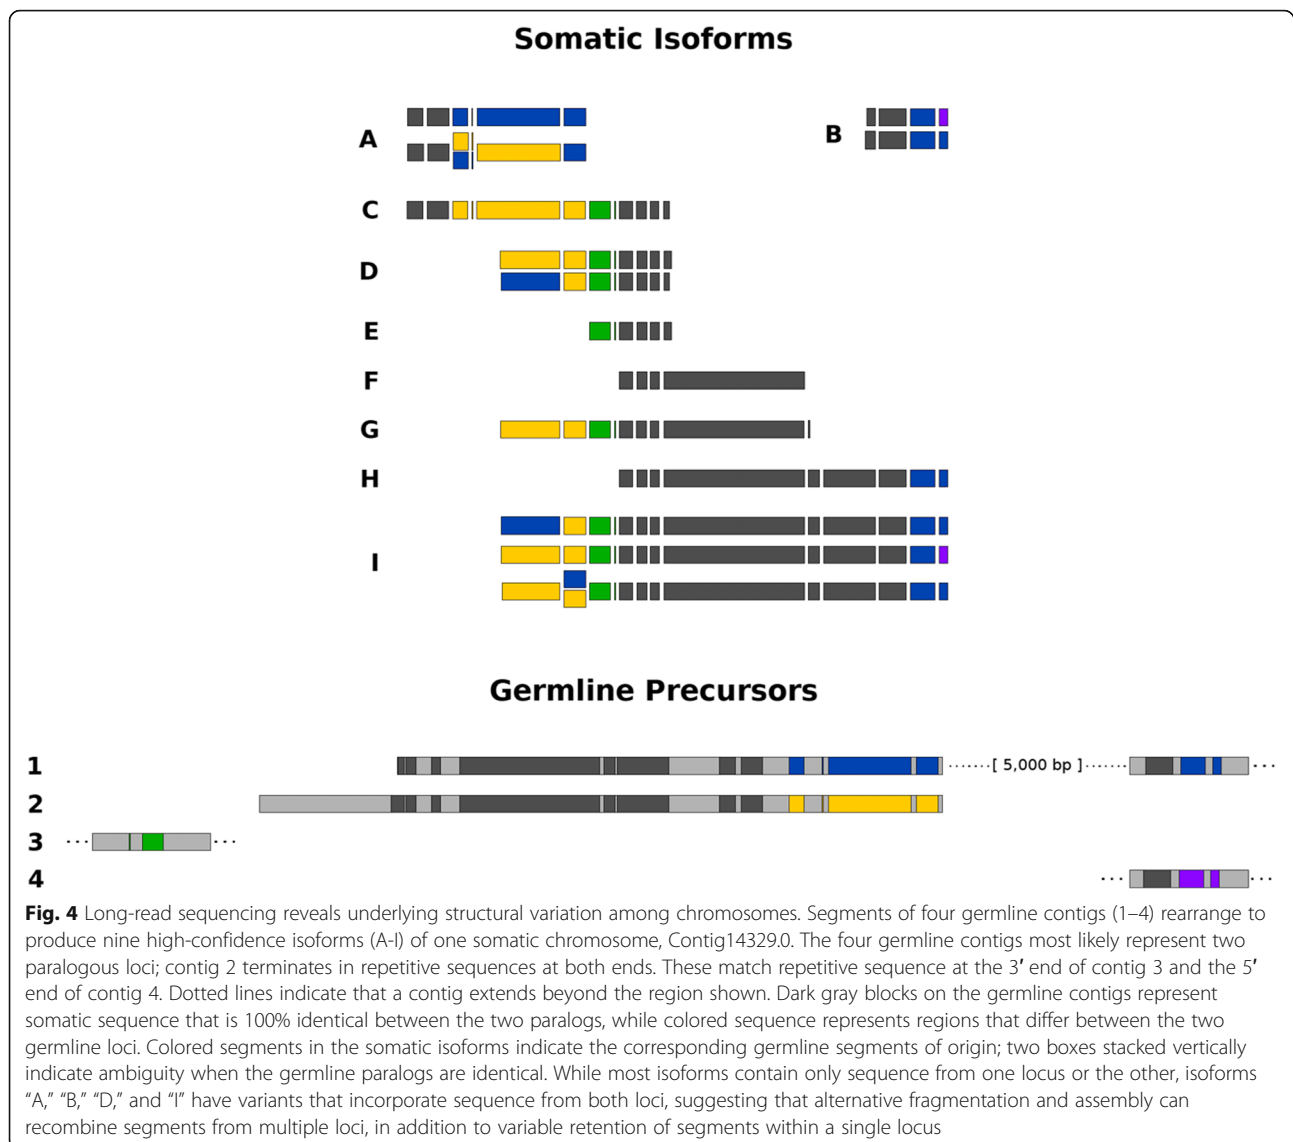 Somatic Isoforms
A
B
C
D
E
F
G
H
I
Germline Precursors
1
[ 5,000 bp ]
2
3
4
Fig. 4 Long-read sequencing reveals underlying structural variation among chromosomes. Segments of four germline contigs (1–4) rearrange to
produce nine high-confidence isoforms (A-I) of one somatic chromosome, Contig14329.0. The four germline contigs most likely represent two
paralogous loci; contig 2 terminates in repetitive sequences at both ends. These match repetitive sequence at the 3′ end of contig 3 and the 5′
end of contig 4. Dotted lines indicate that a contig extends beyond the region shown. Dark gray blocks on the germline contigs represent
somatic sequence that is 100% identical between the two paralogs, while colored sequence represents regions that differ between the two
germline loci. Colored segments in the somatic isoforms indicate the corresponding germline segments of origin; two boxes stacked vertically
indicate ambiguity when the germline paralogs are identical. While most isoforms contain only sequence from one locus or the other, isoforms
“A,” “B,” “D,” and “I” have variants that incorporate sequence from both loci, suggesting that alternative fragmentation and assembly can
recombine segments from multiple loci, in addition to variable retention of segments within a single locus